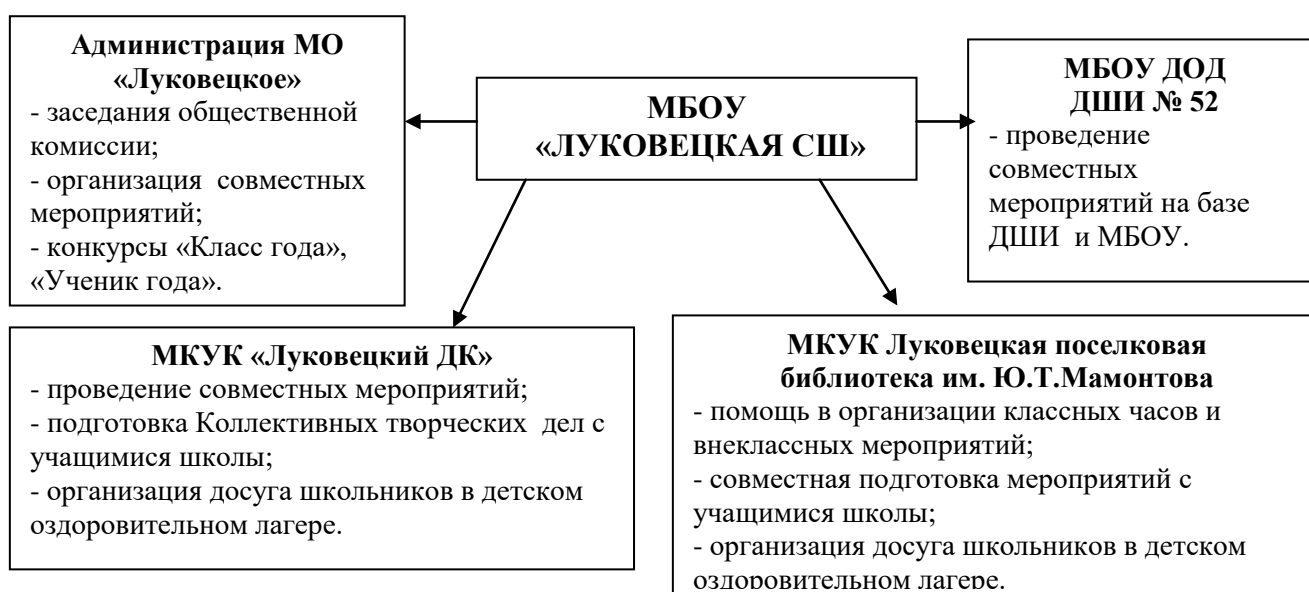 Администрация МО
«Луковецкое»
- заседания общественной
комиссии;
- организация совместных
мероприятий;
- конкурсы «Класс года»,
«Ученик года».
МБОУ
«ЛУКОВЕЦКАЯ СШ»
МБОУ ДОД
ДШИ № 52
- проведение
совместных
мероприятий на базе
ДШИ и МБОУ.
МКУК «Луковецкий ДК»
- проведение совместных мероприятий;
- подготовка Коллективных творческих дел с
учащимися школы;
- организация досуга школьников в детском
оздоровительном лагере.
МКУК Луковецкая поселковая
библиотека им. Ю.Т.Мамонтова
- помощь в организации классных часов и
внеклассных мероприятий;
- совместная подготовка мероприятий с
учащимися школы;
- организация досуга школьников в детском
оздоровительном лагере.